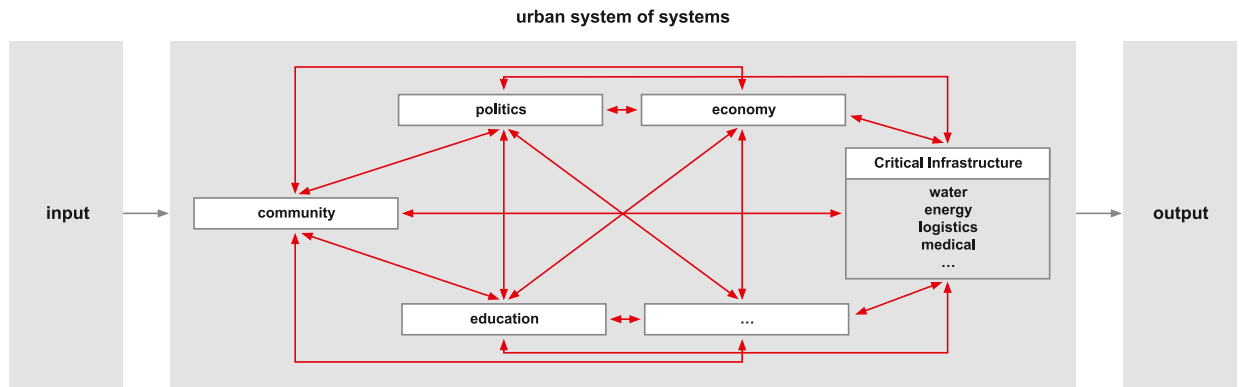 urban system of systems
input
politics
economy
community
Critical Infrastructure
water
energy
logistics
medical
…
education
…
output